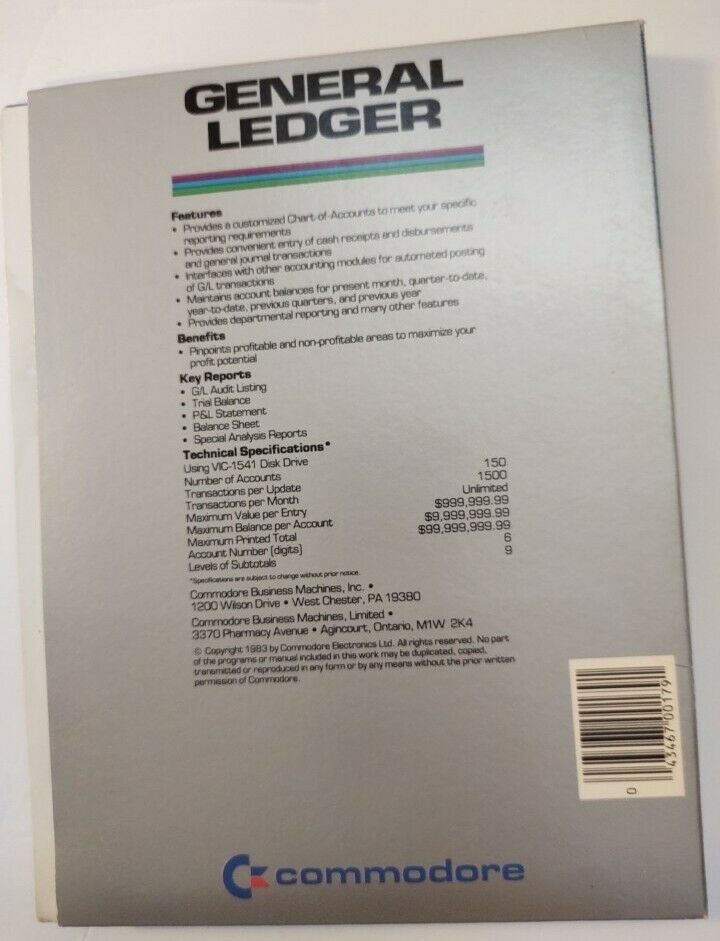 GENERAL
LEDGER
Features
• Provides a customized Chart-of-Accounts to meet your specific
reporting requirements
• Provides convenient entry of cash receipts and disbursements
and general journal transactions
• Interfaces with other accounting modules for automated posting
of G/L transactions
• Maintains account balances for present month, quarter-to-date,
year-to-date, previous quarters, and previous year
• Provides departmental reporting and many other features
Benefits
• Pinpoints profitable and non-profitable areas to maximize your
profit potential
Key Reports
• G/L Audit Listing
• Trial Balance
• P&L Statement
• Balance Sheet
• Special Analysis Reports
Technical Specifications*
Using VIC-1541 Disk Drive
Number of Accounts 150
Transactions per Update 1500
Transactions per Month Unlimited
Maximum Value per Entry $999,999.99
Maximum Balance per Account $9,999,999.99
Maximum Printed Total $99,999,999.99
Account Number (digits) 6
Levels of Subtotals 9
*Specifications are subject to change without prior notice.
Commodore Business Machines, Inc. •
1200 Wilson Drive • West Chester, PA 19380
Commodore Business Machines, Limited •
3370 Pharmacy Avenue • Agincourt, Ontario, M1W 2K4
© Copyright 1983 by Commodore Electronics Ltd. All rights reserved. No part
of the programs or manual included in this work may be duplicated, copied,
transmitted or reproduced in any form or by any means without the prior written
permission of Commodore.
0 43467 00179
commodore